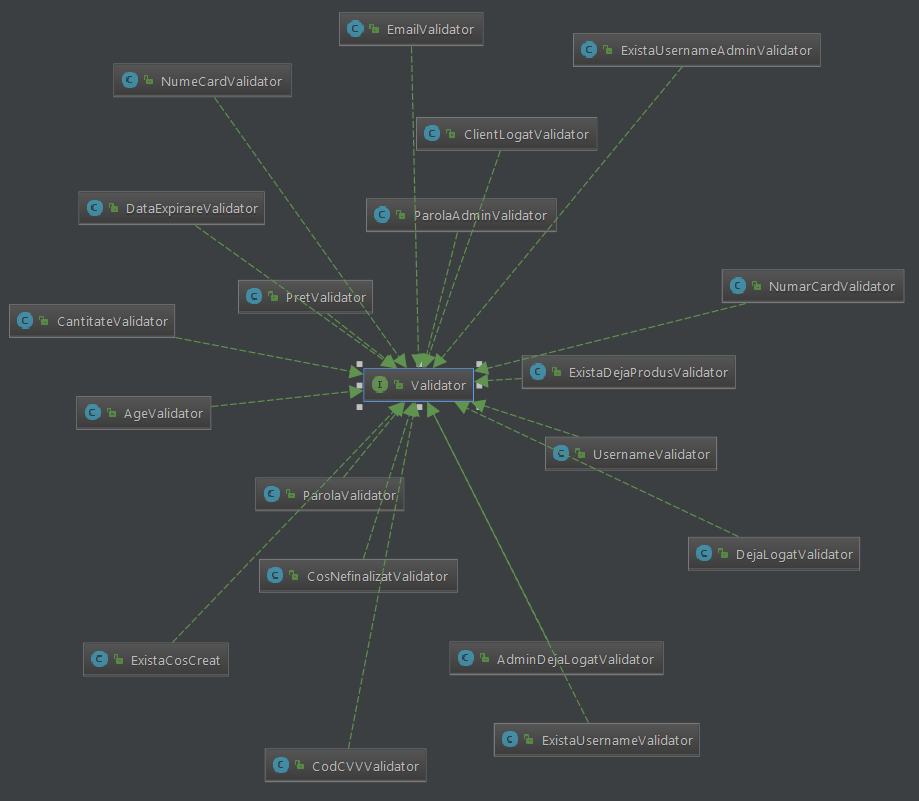 EmailValidator
ExistaUsernameAdminValidator
NumeCardValidator
ClientLogatValidator
DataExpirareValidator
ParolaAdminValidator
NumarCardValidator
PretValidator
CantitateValidator
ExistaDejaProdusValidator
Validator
AgeValidator
UsernameValidator
ParolaValidator
DejaLogatValidator
CosNefinalizatValidator
ExistaCosCreat
AdminDejaLogatValidator
ExistaUsernameValidator
CodCVVValidator